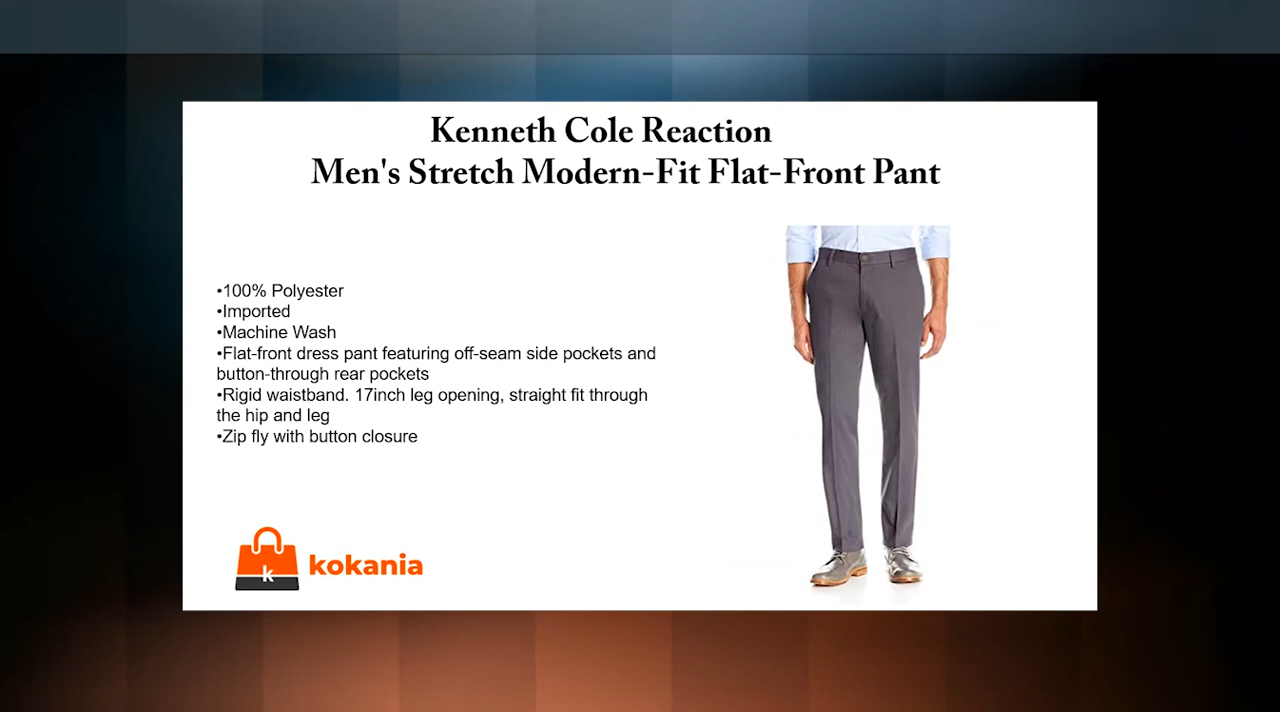 Kenneth Cole Reaction
Men's Stretch Modern-Fit Flat-Front Pant
•100% Polyester
•Imported
•Machine Wash
•Flat-front dress pant featuring off-seam side pockets and
button-through rear pockets
•Rigid waistband. 17inch leg opening, straight fit through
the hip and leg
•Zip fly with button closure
k
kokania